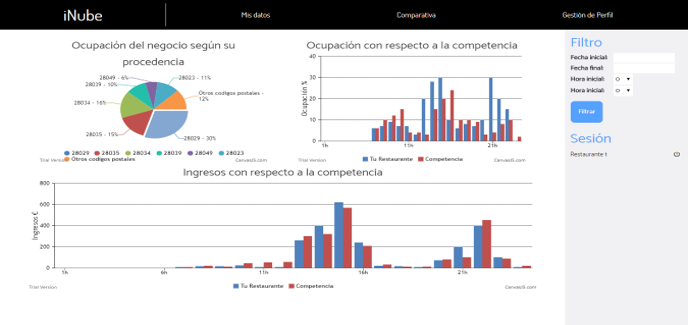 iNube
Mis datos
Comparativa
Gestión de Perfil
Ocupación del negocio según su
procedencia
28049 - 6%
28023 - 11%
28039 - 10%
Otros codigos postales -
12%
28034 - 16%
28035 - 15%
28029 - 30%
28029 28035 28034 28039 28049 28023
Otros codigos postales
Trial Version
CanvasJS.com
Ocupación con respecto a la competencia
Ocupación %
40
30
20
10
0
1h 11h 21h
Tu Restaurante Competencia
Trial Version
CanvasJS.com
Ingresos con respecto a la competencia
Ingresos €
800
600
400
200
0
1h 6h 11h 16h 21h
Tu Restaurante Competencia
Trial Version
CanvasJS.com
Filtro
Fecha inicial:
Fecha final:
Hora inicial: 0
Hora inicial: 0
Filtrar
Sesión
Restaurante 1